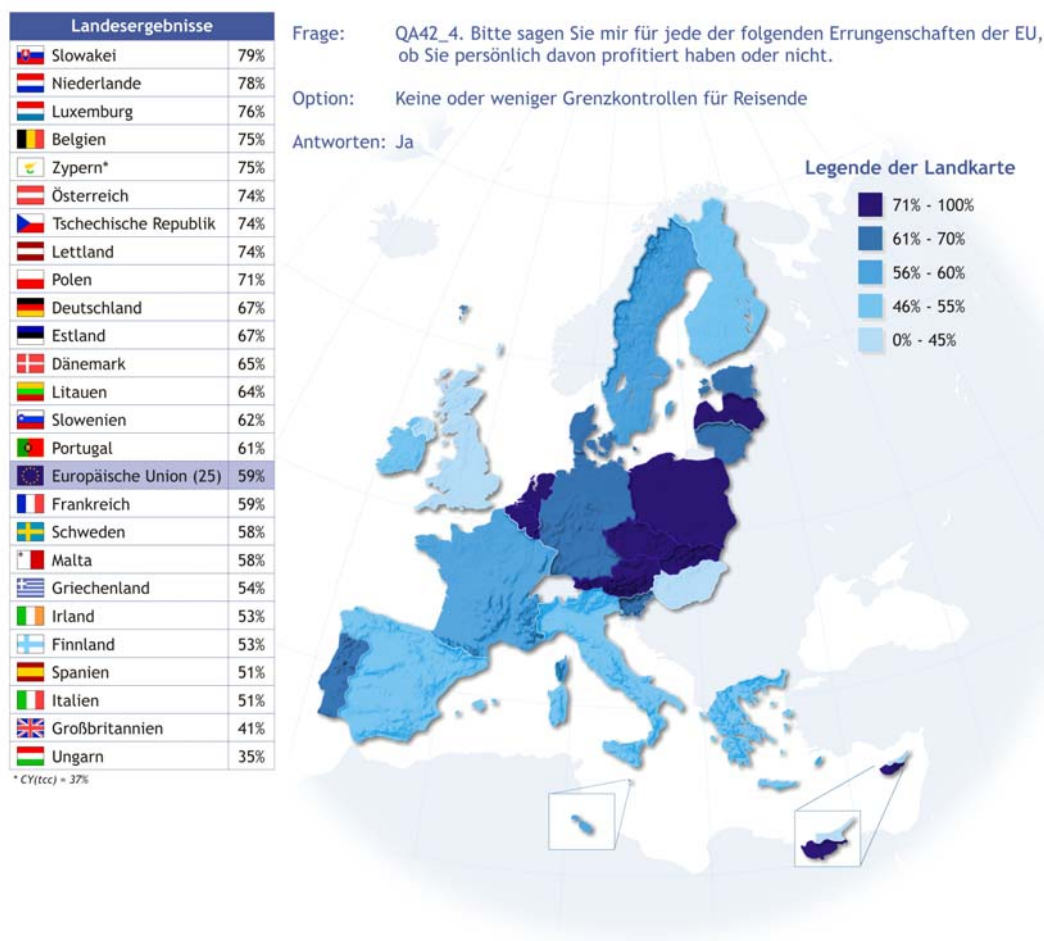 Landesergebnisse
Slowakei 79%
Niederlande 78%
Luxemburg 76%
Belgien 75%
Zypern* 75%
Österreich 74%
Tschechische Republik 74%
Lettland 74%
Polen 71%
Deutschland 67%
Estland 67%
Dänemark 65%
Litauen 64%
Slowenien 62%
Portugal 61%
Europäische Union (25) 59%
Frankreich 59%
Schweden 58%
Malta 58%
Griechenland 54%
Irland 53%
Finnland 53%
Spanien 51%
Italien 51%
Großbritannien 41%
Ungarn 35%
* CY(tcc) = 37%
Frage: QA42_4. Bitte sagen Sie mir für jede der folgenden Errungenschaften der EU,
ob Sie persönlich davon profitiert haben oder nicht.
Option: Keine oder weniger Grenzkontrollen für Reisende
Antworten: Ja
Legende der Landkarte
71% - 100%
61% - 70%
56% - 60%
46% - 55%
0% - 45%